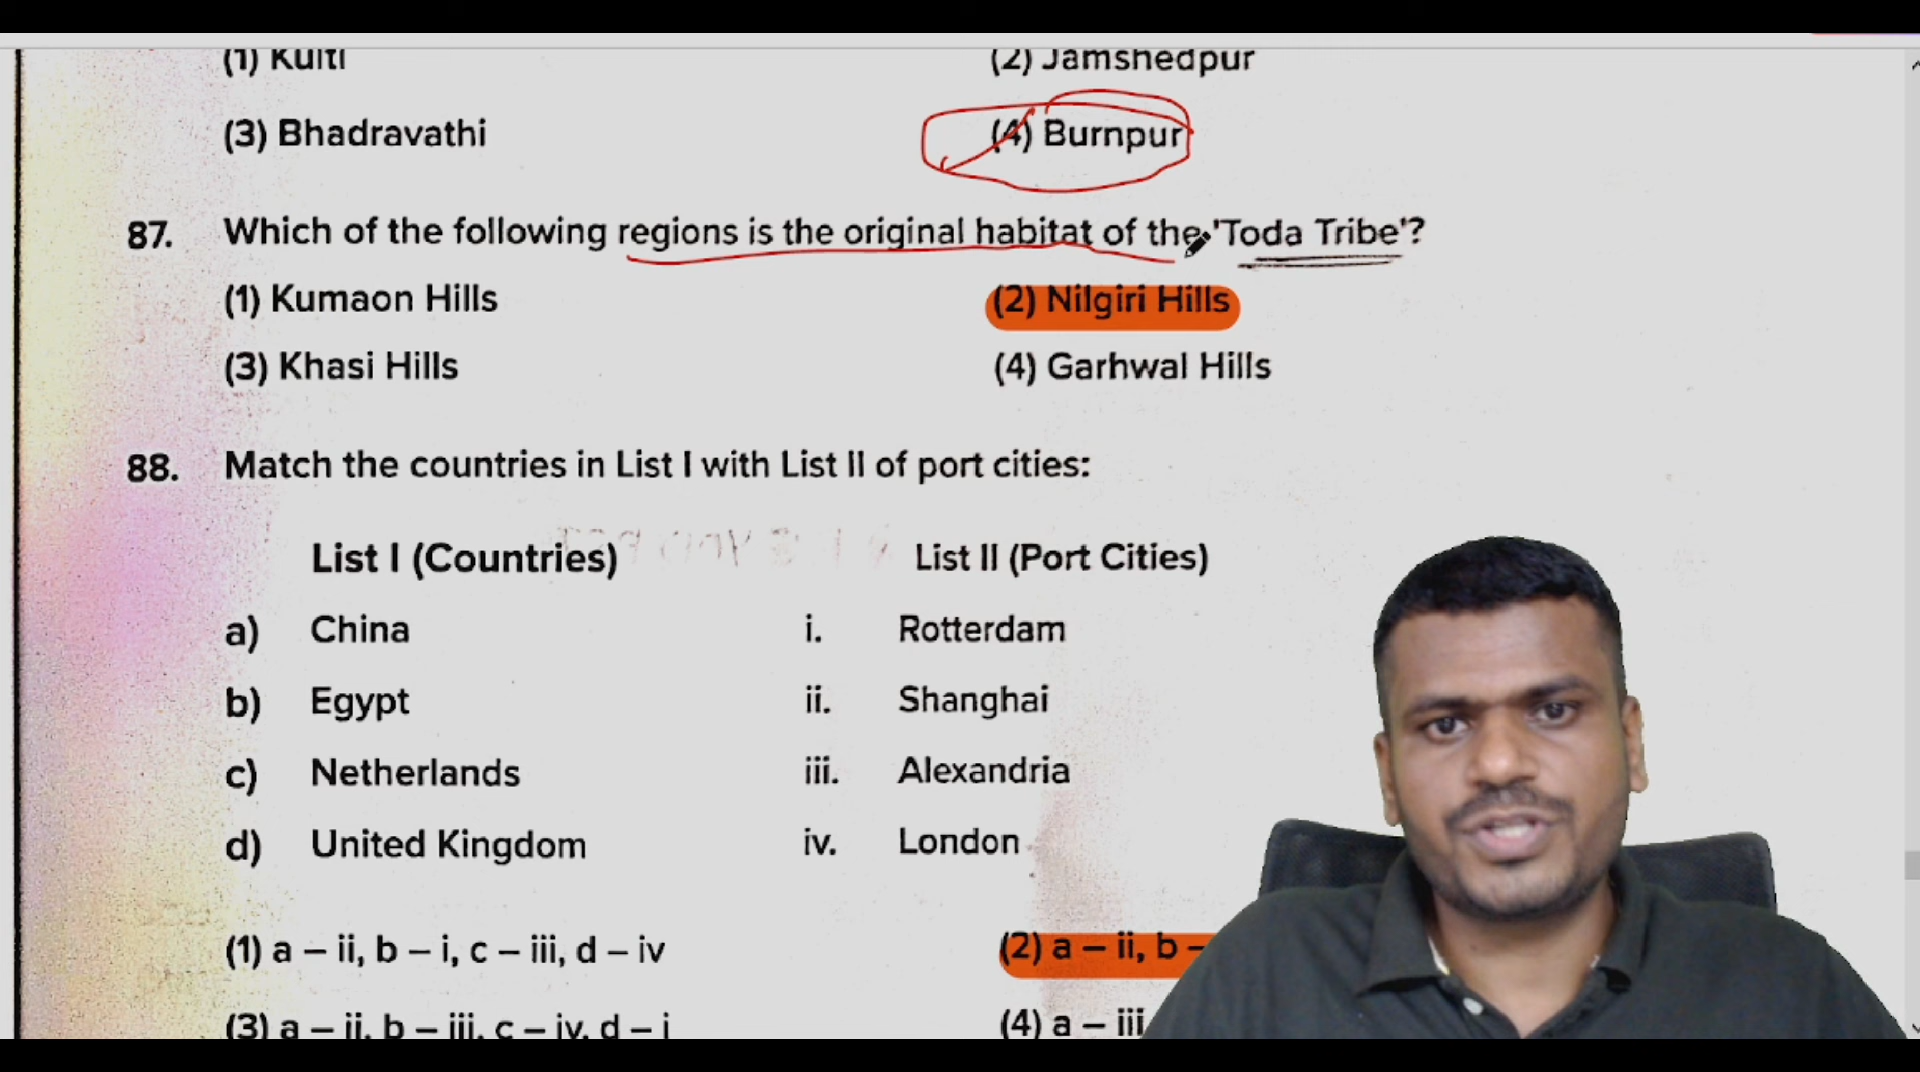 (1) Kulti
(2) Jamshedpur
(3) Bhadravathi
(4) Burnpur
87. Which of the following regions is the original habitat of the 'Toda Tribe'?
(1) Kumaon Hills
(2) Nilgiri Hills
(3) Khasi Hills
(4) Garhwal Hills
88. Match the countries in List I with List II of port cities:
List I (Countries)
List II (Port Cities)
a) China
i. Rotterdam
b) Egypt
ii. Shanghai
c) Netherlands
iii. Alexandria
d) United Kingdom
iv. London
(1) a – ii, b – i, c – iii, d – iv
(2) a – ii, b –
(3) a – ii, b – iii, c – iv, d – i
(4) a – iii